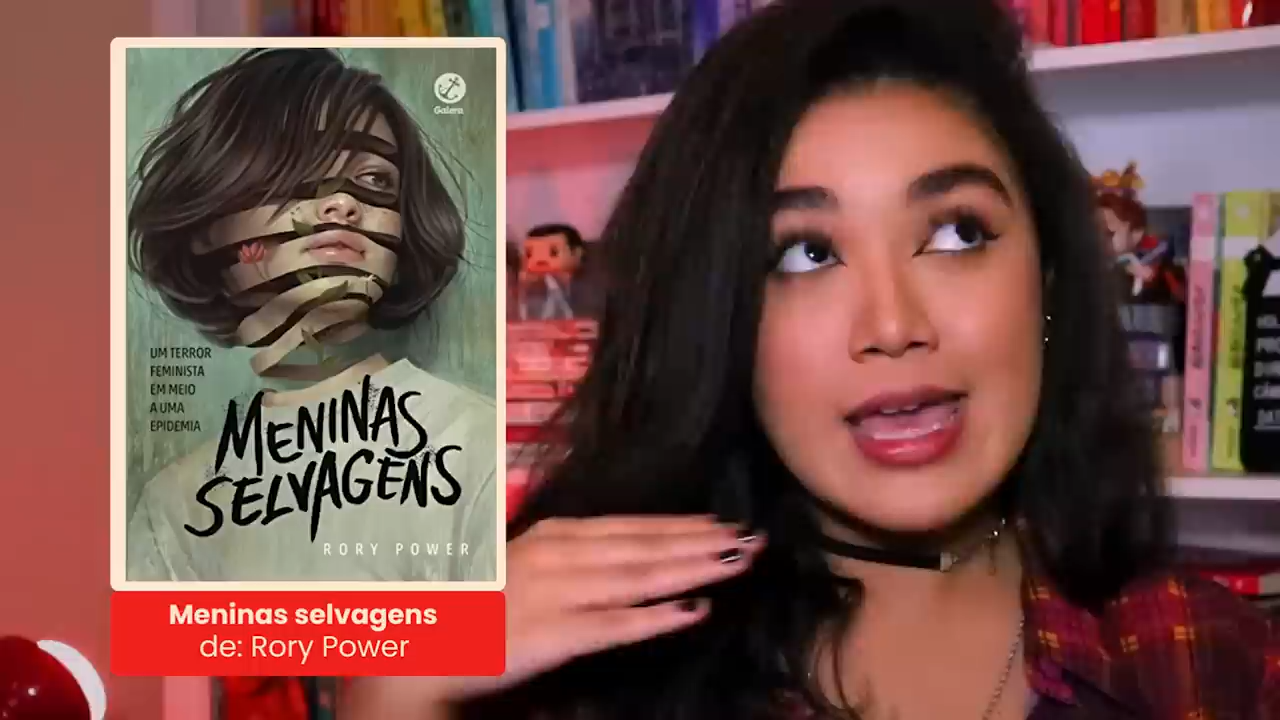 Galera
UM TERROR
FEMINISTA
EM MEIO
A UMA
EPIDEMIA
MENINAS
SELVAGENS
RORY POWER
Meninas selvagens
de: Rory Power